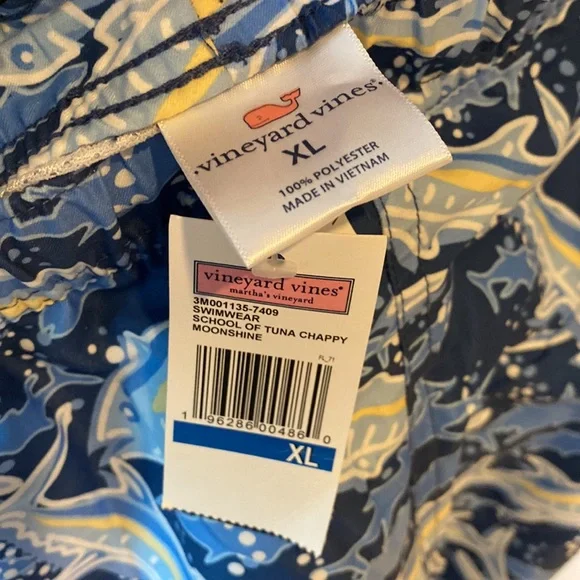 vineyard vines®
XL
100% POLYESTER
MADE IN VIETNAM
vineyard vines®
martha's vineyard
3M001135-7409
SWIMWEAR
SCHOOL OF TUNA CHAPPY
MOONSHINE
1 96286 00486 0
XL